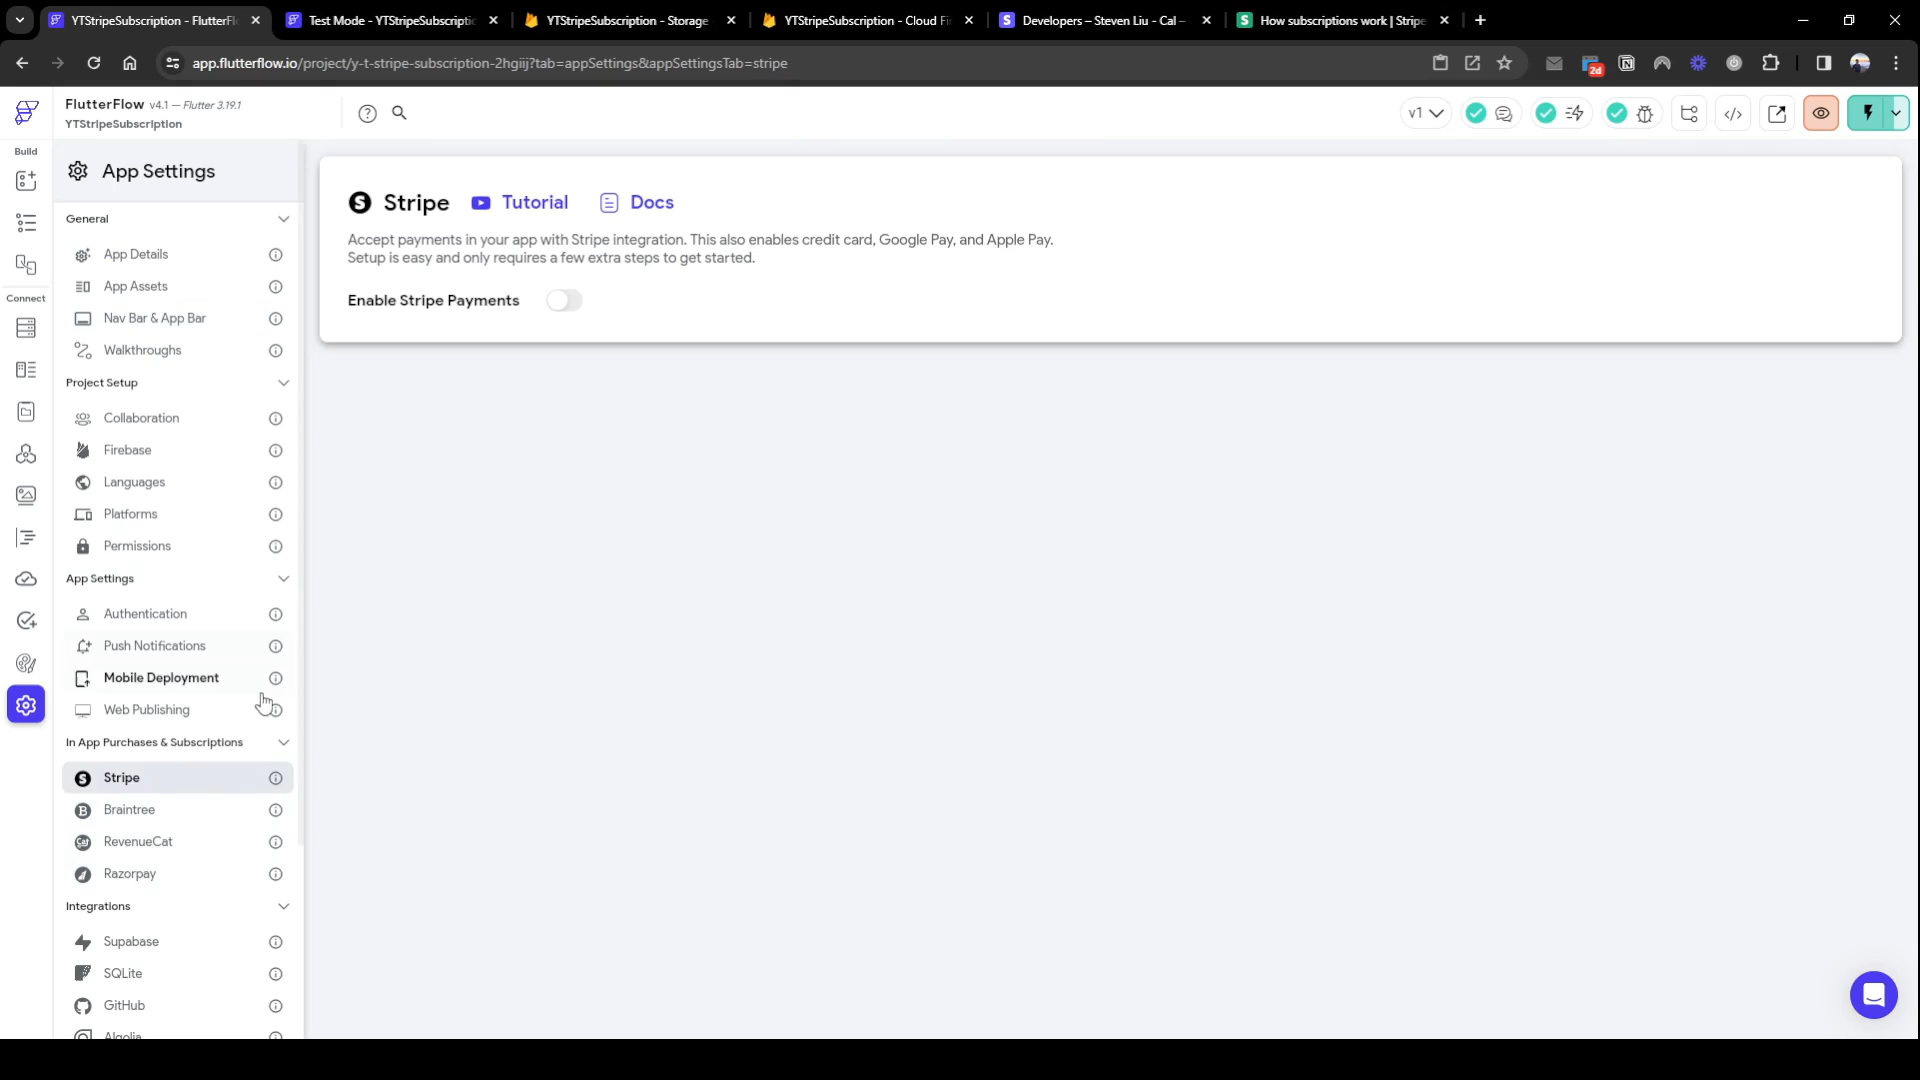 YTStripeSubscription - FlutterFl
Test Mode - YTStripeSubscriptio
YTStripeSubscription - Storage
YTStripeSubscription - Cloud Fi
Developers – Steven Liu - Cal –
How subscriptions work | Stripe
app.flutterflow.io/project/y-t-stripe-subscription-2hgiij?tab=appSettings&appSettingsTab=stripe
2d
FlutterFlow v4.1 — Flutter 3.19.1
YTStripeSubscription
v1
Build
Connect
App Settings
General
App Details
App Assets
Nav Bar & App Bar
Walkthroughs
Project Setup
Collaboration
Firebase
Languages
Platforms
Permissions
App Settings
Authentication
Push Notifications
Mobile Deployment
Web Publishing
In App Purchases & Subscriptions
Stripe
Braintree
RevenueCat
Razorpay
Integrations
Supabase
SQLite
GitHub
Algolia
Stripe
Tutorial
Docs
Accept payments in your app with Stripe integration. This also enables credit card, Google Pay, and Apple Pay.
Setup is easy and only requires a few extra steps to get started.
Enable Stripe Payments